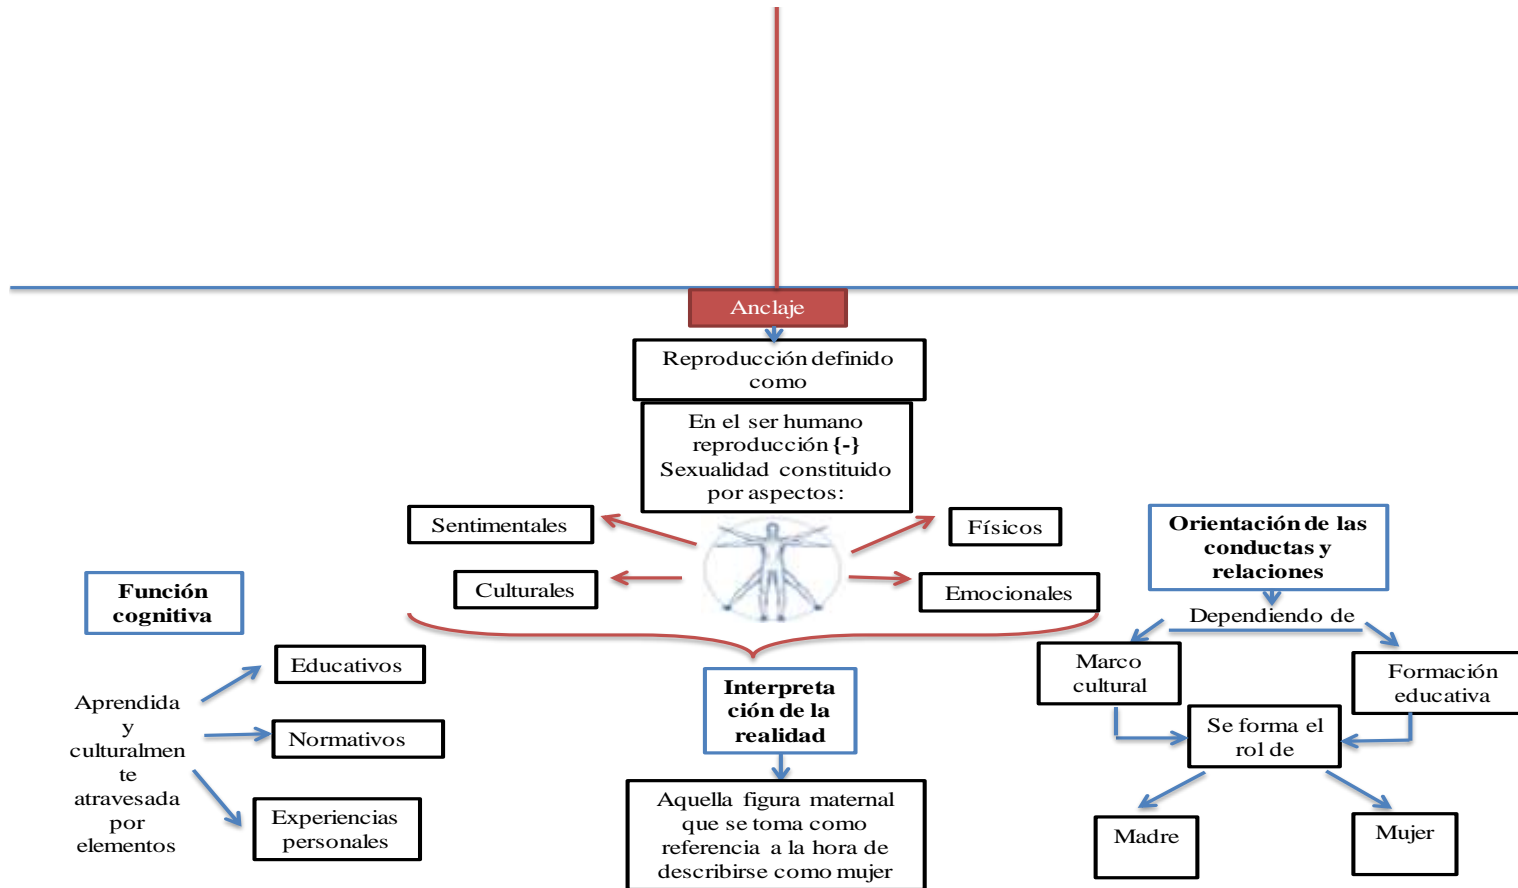 Anclaje
Reproducción definido
como
En el ser humano
reproducción {-}
Sexualidad constituido
por aspectos:
Sentimentales
Físicos
Culturales
Emocionales
Función
cognitiva
Aprendida
y
culturalmen
te
atravesada
por
elementos
Educativos
Normativos
Experiencias
personales
Interpreta
ción de la
realidad
Aquella figura maternal
que se toma como
referencia a la hora de
describirse como mujer
Orientación de las
conductas y
relaciones
Dependiendo de
Marco
cultural
Formación
educativa
Se forma el
rol de
Madre
Mujer